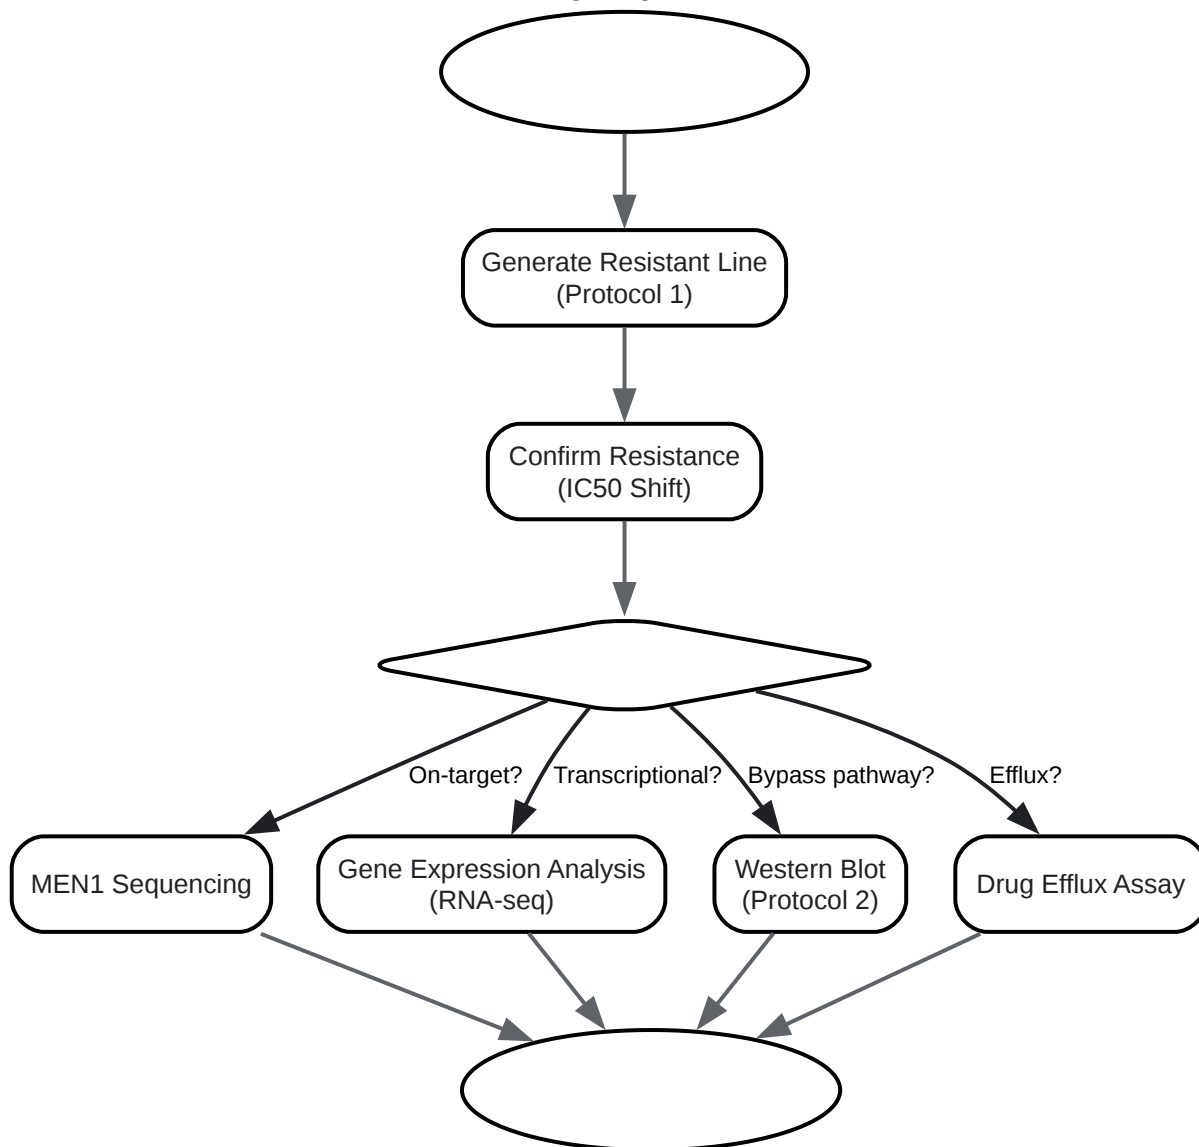 Generate Resistant Line
(Protocol 1)
Confirm Resistance
(IC50 Shift)
On-target?
Transcriptional?
Bypass pathway?
Efflux?
MEN1 Sequencing
Gene Expression Analysis
(RNA-seq)
Western Blot
(Protocol 2)
Drug Efflux Assay